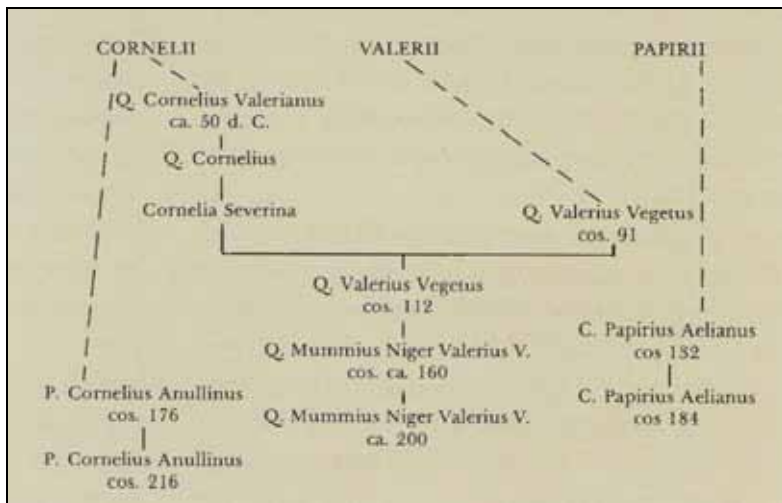 CORNELII VALERII PAPIRII
Q. Cornelius Valerianus
ca. 50 d. C.
Q. Cornelius
Cornelia Severina
Q. Valerius Vegetus
cos. 91
Q. Valerius Vegetus
cos. 112
Q. Mummius Niger Valerius V.
cos. ca. 160
Q. Mummius Niger Valerius V.
ca. 200
C. Papirius Aelianus
cos 132
C. Papirius Aelianus
cos 184
P. Cornelius Anullinus
cos. 176
P. Cornelius Anullinus
cos. 216